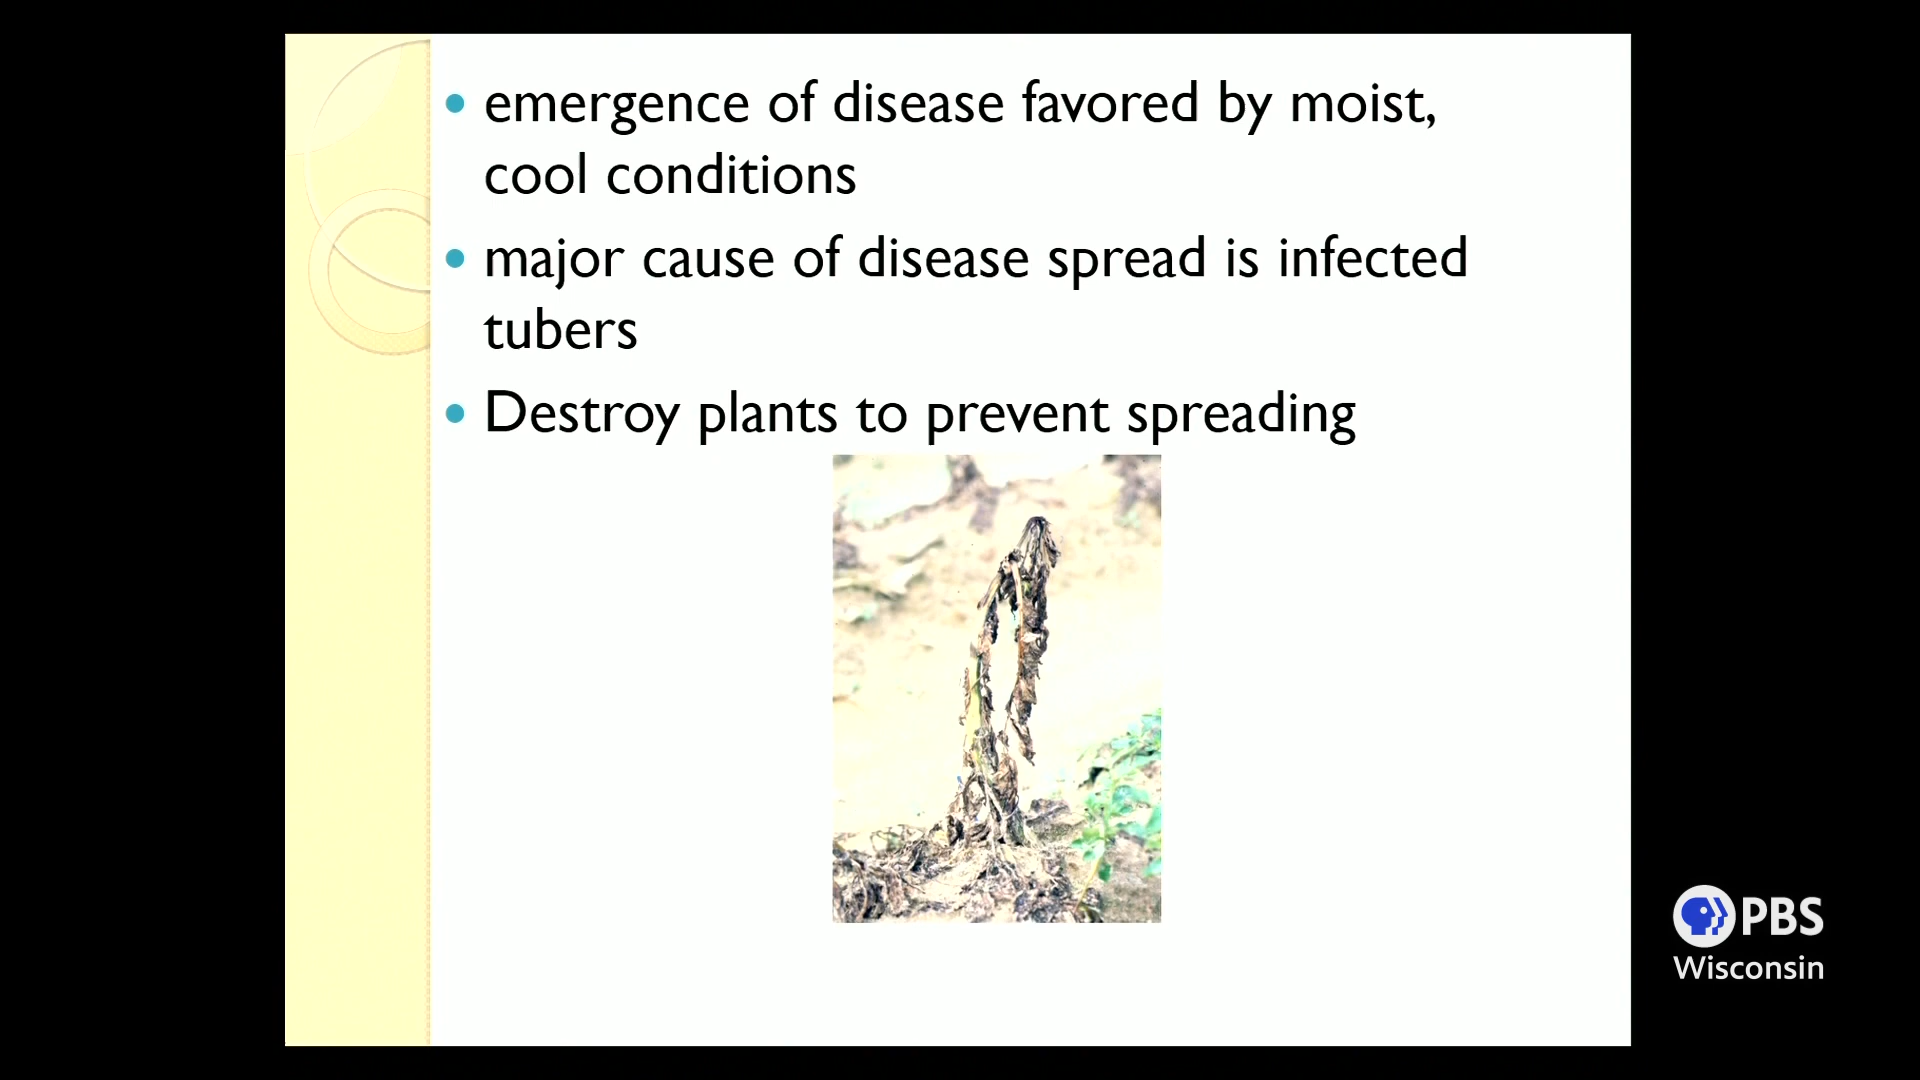 emergence of disease favored by moist,
cool conditions
major cause of disease spread is infected
tubers
Destroy plants to prevent spreading
PBS
Wisconsin